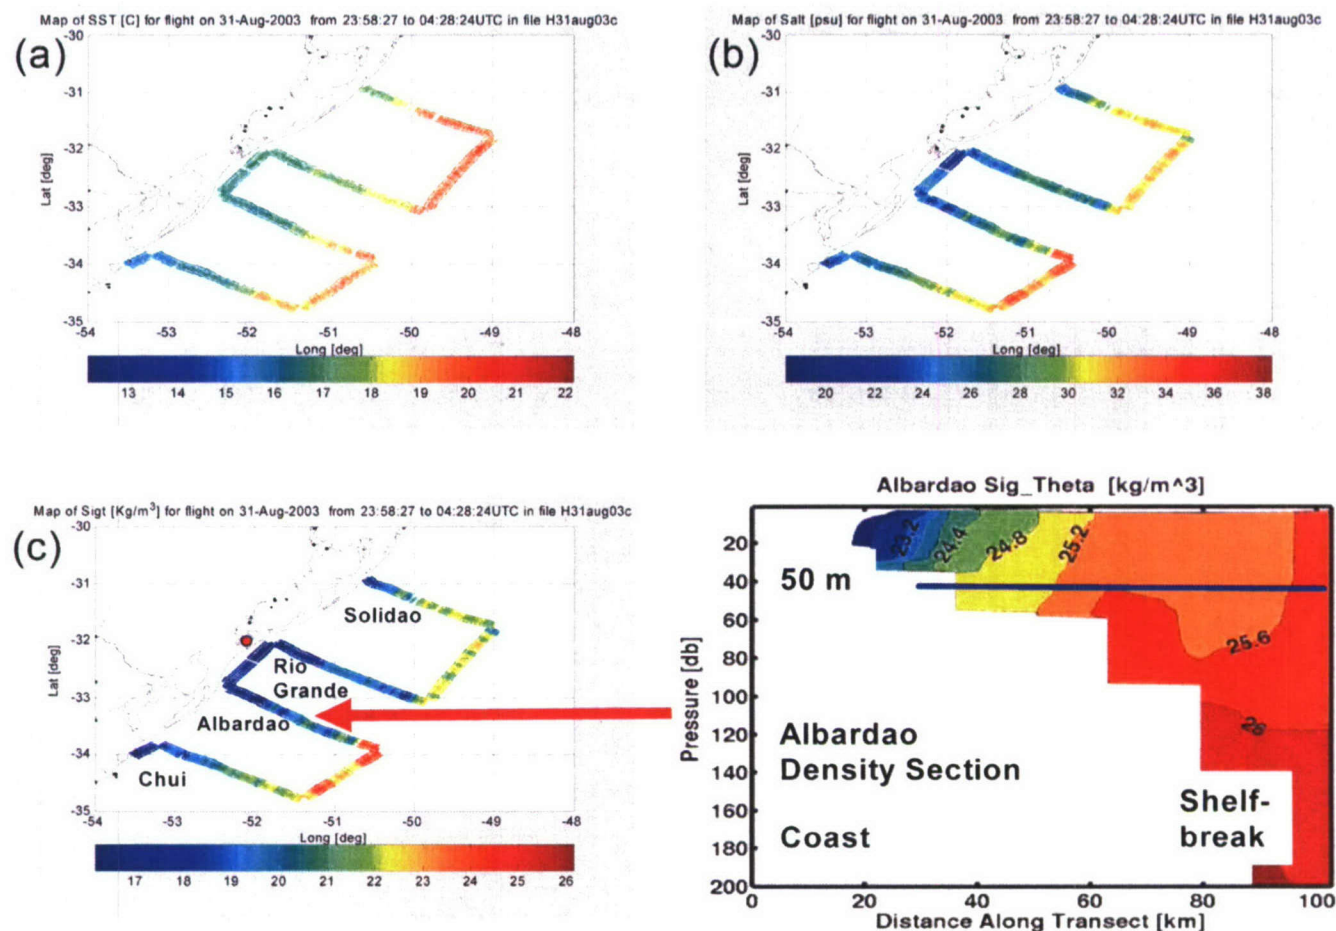 Map of SST [C] for flight on 31-Aug-2003 from 23:58:27 to 04:28:24UTC in file H31aug03c
(a)
-30
-31
-32
-33
-34
-35
Lat [deg]
-54 -53 -52 -51 -50 -49 -48
Long [deg]
13 14 15 16 17 18 19 20 21 22
Map of Salt [psu] for flight on 31-Aug-2003 from 23:58:27 to 04:28:24UTC in file H31aug03c
(b)
-30
-31
-32
-33
-34
-35
Lat [deg]
-54 -53 -52 -51 -50 -49 -48
Long [deg]
20 22 24 26 28 30 32 34 36 38
Map of Sigt [Kg/m³] for flight on 31-Aug-2003 from 23:58:27 to 04:28:24UTC in file H31aug03c
(c)
-30
-31
-32
-33
-34
-35
Lat [deg]
Solidao
Rio
Grande
Albardao
Chui
-54 -53 -52 -51 -50 -49 -48
Long [deg]
17 18 19 20 21 22 23 24 25 26
Albardao Sig_Theta [kg/m^3]
20
40
60
80
100
120
140
160
180
200
Pressure [db]
23.2
24.4
24.8
25.2
25.6
26
50 m
Albardao
Density Section
Coast
Shelf-
break
0 20 40 60 80 100
Distance Along Transect [km]